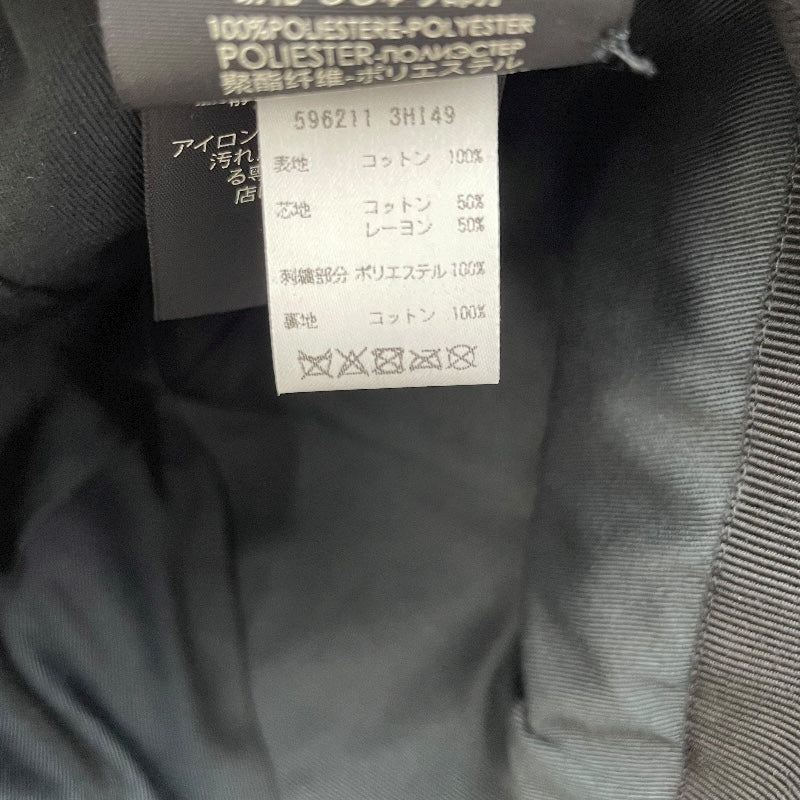 100%POLIESTERE-POLYESTER
POLIESTER-ПОЛИЭСТЕР
聚酯纤维-ポリエステル
596211 3HI49
表地 コットン 100%
芯地 コットン 50%
レーヨン 50%
刺繍部分 ポリエステル 100%
裏地 コットン 100%
アイロン
汚れ
る
店